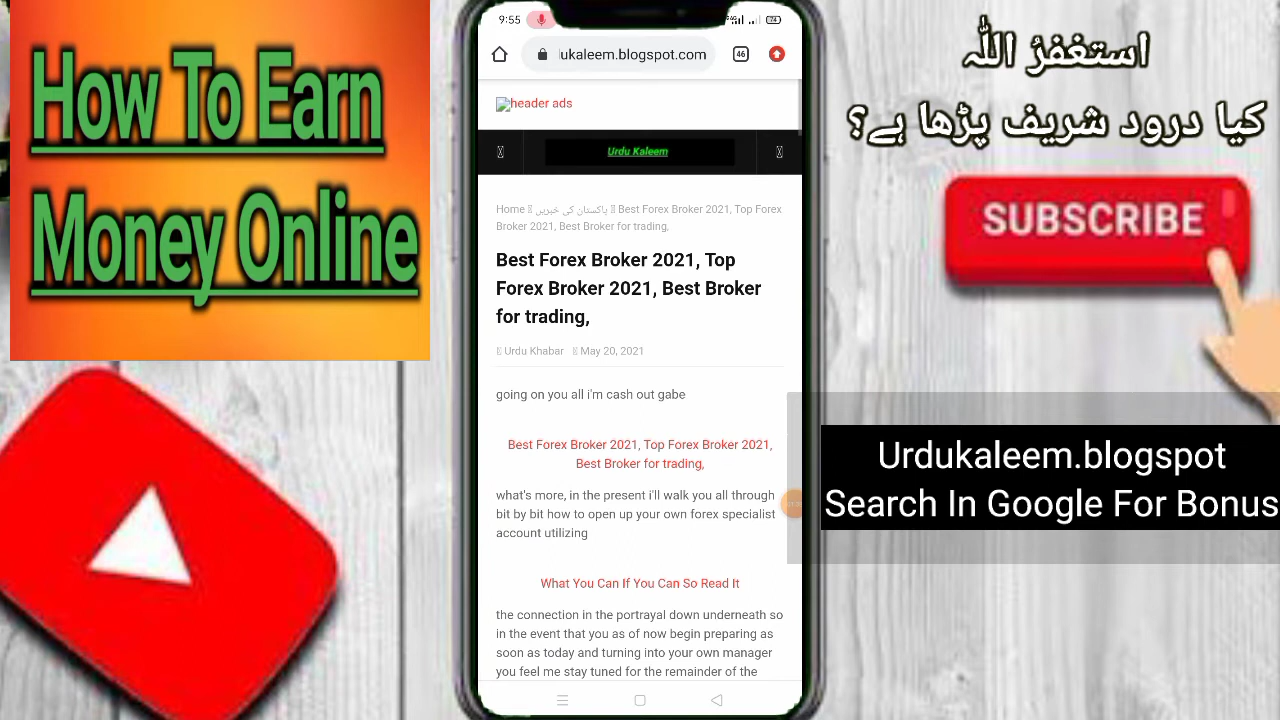 How To Earn
Money Online
9:55
74
ukaleem.blogspot.com
46
header ads
Urdu Kaleem
Home پاکستان کی خبریں Best Forex Broker 2021, Top Forex
Broker 2021, Best Broker for trading,
Best Forex Broker 2021, Top
Forex Broker 2021, Best Broker
for trading,
Urdu Khabar May 20, 2021
going on you all i'm cash out gabe
Best Forex Broker 2021, Top Forex Broker 2021,
Best Broker for trading,
what's more, in the present i'll walk you all through
bit by bit how to open up your own forex specialist
account utilizing
What You Can If You Can So Read It
the connection in the portrayal down underneath so
in the event that you as of now begin preparing as
soon as today and turning into your own manager
you feel me stay tuned for the remainder of the
استغفرُ اللّٰه
کیا درود شریف پڑھا ہے؟
SUBSCRIBE
Urdukaleem.blogspot
Search In Google For Bonus